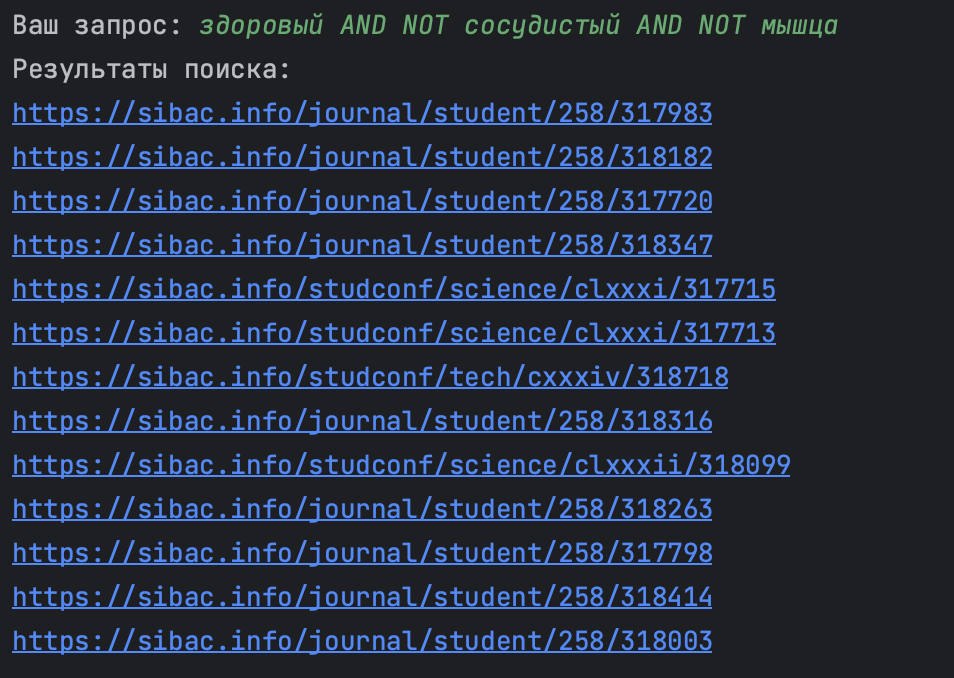 Ваш запрос: здоровый AND NOT сосудистый AND NOT мышца
Результаты поиска:
https://sibac.info/journal/student/258/317983
https://sibac.info/journal/student/258/318182
https://sibac.info/journal/student/258/317720
https://sibac.info/journal/student/258/318347
https://sibac.info/studconf/science/clxxxi/317715
https://sibac.info/studconf/science/clxxxi/317713
https://sibac.info/studconf/tech/cxxxiv/318718
https://sibac.info/journal/student/258/318316
https://sibac.info/studconf/science/clxxxii/318099
https://sibac.info/journal/student/258/318263
https://sibac.info/journal/student/258/317798
https://sibac.info/journal/student/258/318414
https://sibac.info/journal/student/258/318003